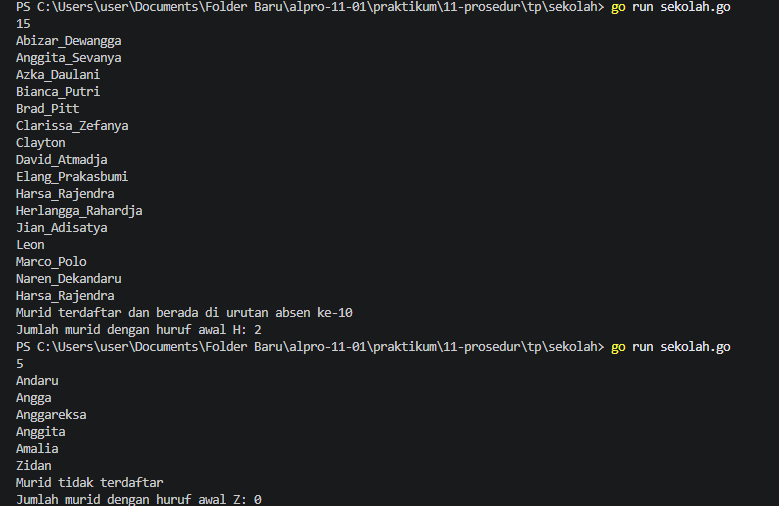 PS C:\Users\user\Documents\Folder Baru\alpro-11-01\praktikum\11-prosedur\tp\sekolah> go run sekolah.go
15
Abizar_Dewangga
Anggita_Sevanya
Azka_Daulani
Bianca_Putri
Brad_Pitt
Clarissa_Zefanya
Clayton
David_Atmadja
Elang_Prakasbumi
Harsa_Rajendra
Herlangga_Rahardja
Jian_Adisatya
Leon
Marco_Polo
Naren_Dekandaru
Harsa_Rajendra
Murid terdaftar dan berada di urutan absen ke-10
Jumlah murid dengan huruf awal H: 2
PS C:\Users\user\Documents\Folder Baru\alpro-11-01\praktikum\11-prosedur\tp\sekolah> go run sekolah.go
5
Andaru
Angga
Anggareksa
Anggita
Amalia
Zidan
Murid tidak terdaftar
Jumlah murid dengan huruf awal Z: 0